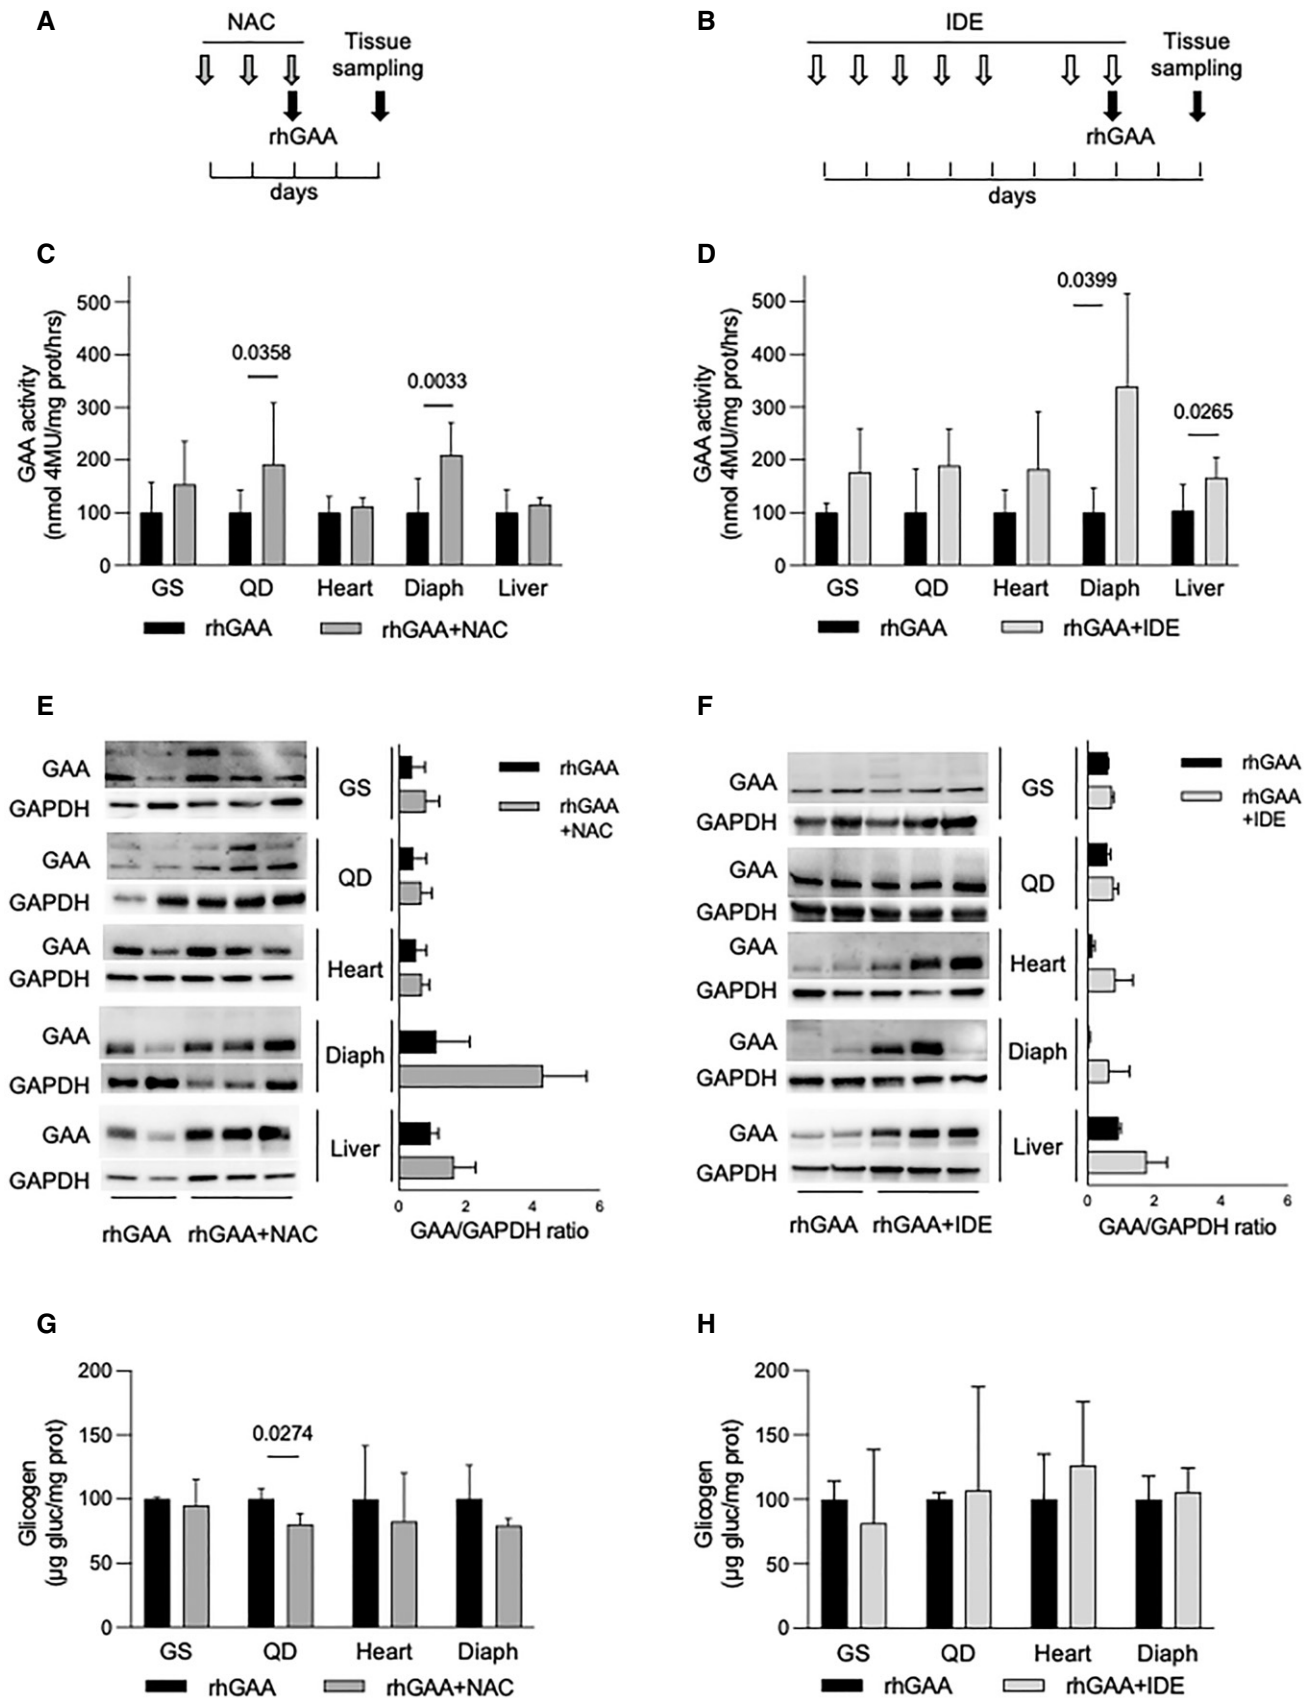 A
NAC
Tissue
sampling
rhGAA
days
B
IDE
Tissue
sampling
rhGAA
days
C
GAA activity
(nmol 4MU/mg prot/hrs)
500
400
300
200
100
0
0.0358
0.0033
GS QD Heart Diaph Liver
rhGAA rhGAA+NAC
D
GAA activity
(nmol 4MU/mg prot/hrs)
500
400
300
200
100
0
0.0399
0.0265
GS QD Heart Diaph Liver
rhGAA rhGAA+IDE
E
GAA
GAPDH
GS
GAA
GAPDH
QD
GAA
GAPDH
Heart
GAA
GAPDH
Diaph
GAA
GAPDH
Liver
rhGAA rhGAA+NAC
rhGAA
rhGAA
+NAC
0 2 4 6
GAA/GAPDH ratio
F
GAA
GAPDH
GS
GAA
GAPDH
QD
GAA
GAPDH
Heart
GAA
GAPDH
Diaph
GAA
GAPDH
Liver
rhGAA rhGAA+IDE
rhGAA
rhGAA
+IDE
0 2 4 6
GAA/GAPDH ratio
G
Glicogen
(µg gluc/mg prot)
200
150
100
50
0
0.0274
GS QD Heart Diaph
rhGAA rhGAA+NAC
H
Glicogen
(µg gluc/mg prot)
200
150
100
50
0
GS QD Heart Diaph
rhGAA rhGAA+IDE